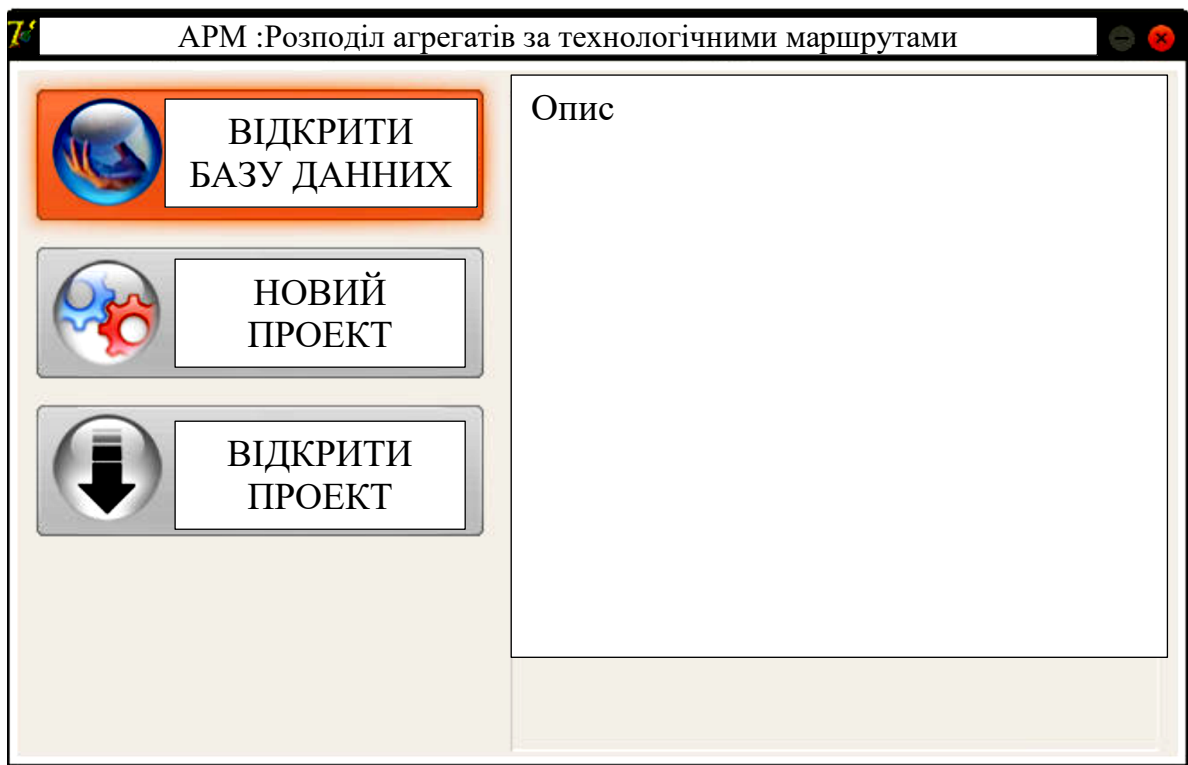 АРМ :Розподіл агрегатів за технологічними маршрутами
ВІДКРИТИ
БАЗУ ДАННИХ
НОВИЙ
ПРОЕКТ
ВІДКРИТИ
ПРОЕКТ
Опис